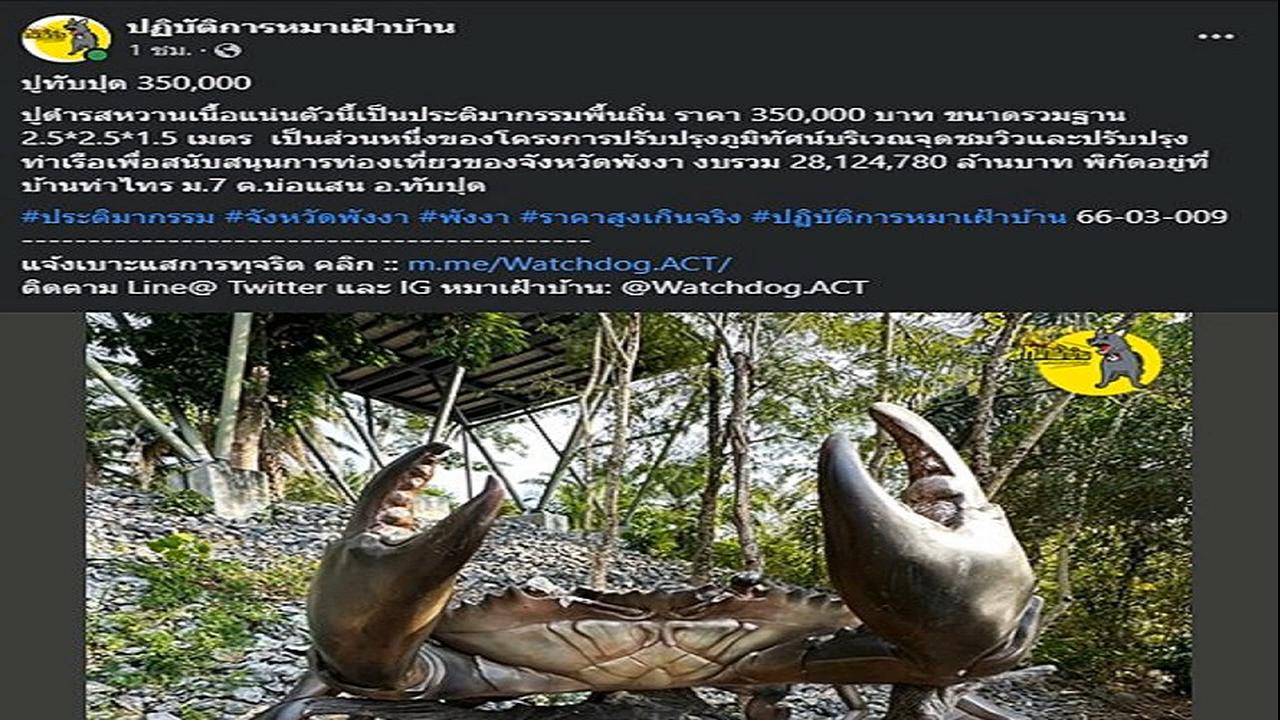 ปฏิบัติการหมาเฝ้าบ้าน
1 ชม. ·
ปูทับปุด 350,000
ปูดำรสหวานเนื้อแน่นตัวนี้เป็นประติมากรรมพื้นถิ่น ราคา 350,000 บาท ขนาดรวมฐาน
2.5*2.5*1.5 เมตร เป็นส่วนหนึ่งของโครงการปรับปรุงภูมิทัศน์บริเวณจุดชมวิวและปรับปรุง
ท่าเรือเพื่อสนับสนุนการท่องเที่ยวของจังหวัดพังงา งบรวม 28,124,780 ล้านบาท พิกัดอยู่ที่
บ้านท่าไทร ม.7 ต.บ่อแสน อ.ทับปุด
#ประติมากรรม #จังหวัดพังงา #พังงา #ราคาสูงเกินจริง #ปฏิบัติการหมาเฝ้าบ้าน 66-03-009
--------------------------------------------
แจ้งเบาะแสการทุจริต คลิก :: m.me/Watchdog.ACT/
ติดตาม Line@ Twitter และ IG หมาเฝ้าบ้าน: @Watchdog.ACT